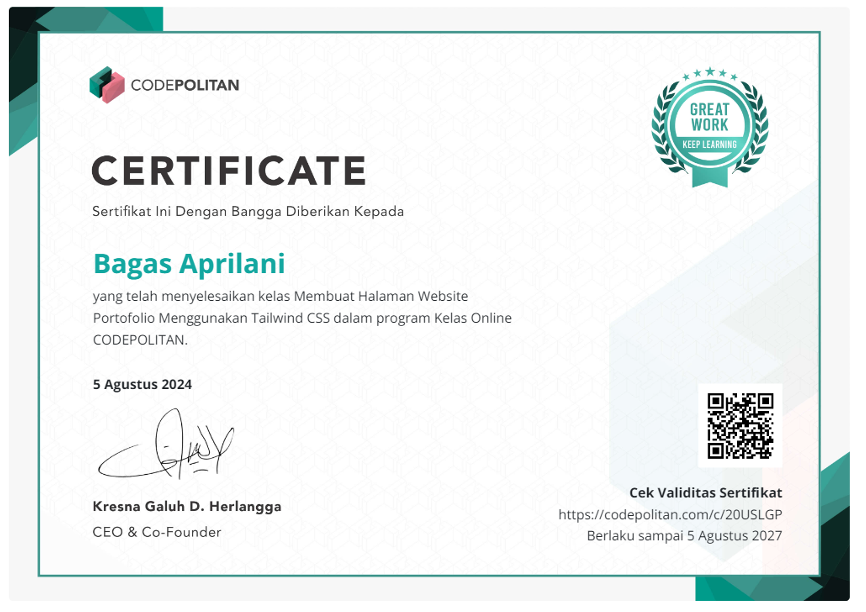 CODEPOLITAN
GREAT
WORK
KEEP LEARNING
CERTIFICATE
Sertifikat Ini Dengan Bangga Diberikan Kepada
Bagas Aprilani
yang telah menyelesaikan kelas Membuat Halaman Website
Portofolio Menggunakan Tailwind CSS dalam program Kelas Online
CODEPOLITAN.
5 Agustus 2024
Kresna Galuh D. Herlangga
CEO & Co-Founder
Cek Validitas Sertifikat
https://codepolitan.com/c/20USLGP
Berlaku sampai 5 Agustus 2027